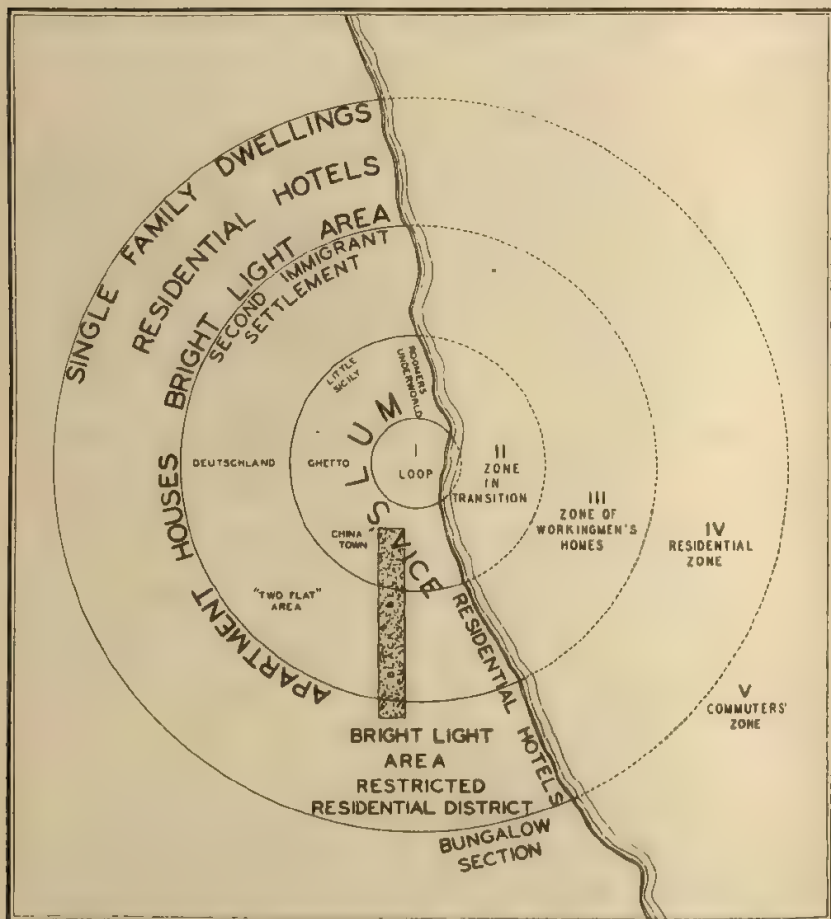 SINGLE FAMILY DWELLINGS
RESIDENTIAL HOTELS
BRIGHT LIGHT AREA
SECOND IMMIGRANT
SETTLEMENT
LITTLE
SICILY
ROOMERS
UNDERWORLD
SLUM
I
LOOP
II
ZONE
IN
TRANSITION
DEUTSCHLAND
GHETTO
III
ZONE OF
WORKINGMEN'S
HOMES
IV
RESIDENTIAL
ZONE
CHINA
TOWN
VICE
"TWO FLAT"
AREA
BLACK BELT
APARTMENT HOUSES
RESIDENTIAL HOTELS
V
COMMUTERS'
ZONE
BRIGHT LIGHT
AREA
RESTRICTED
RESIDENTIAL DISTRICT
BUNGALOW
SECTION